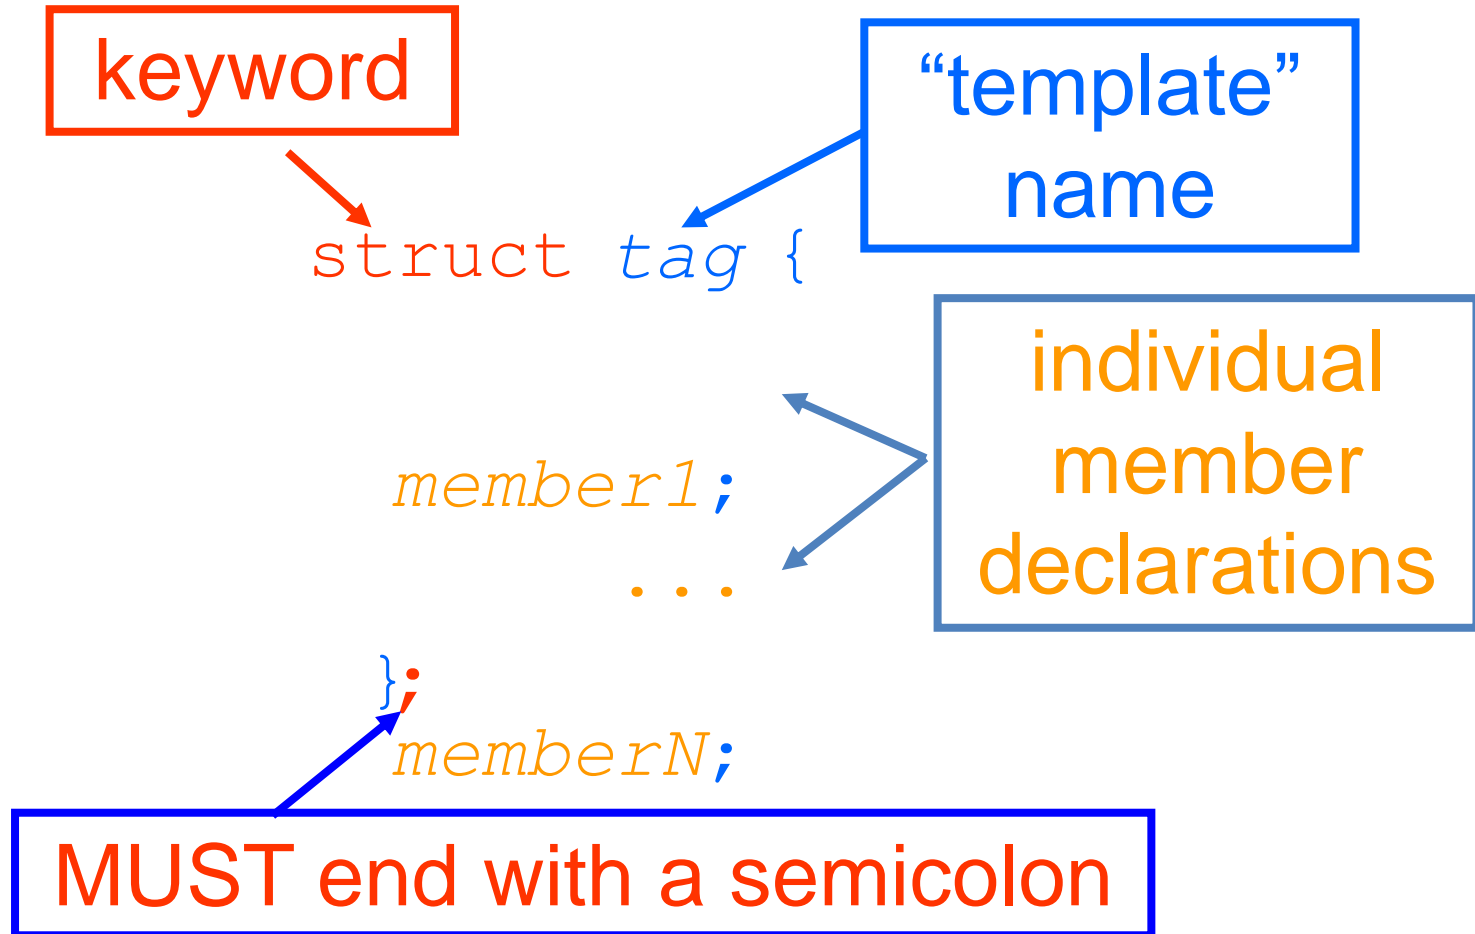 keyword
“template”
name
struct tag {
individual
member
declarations
member1;
...
};
memberN;
MUST end with a semicolon